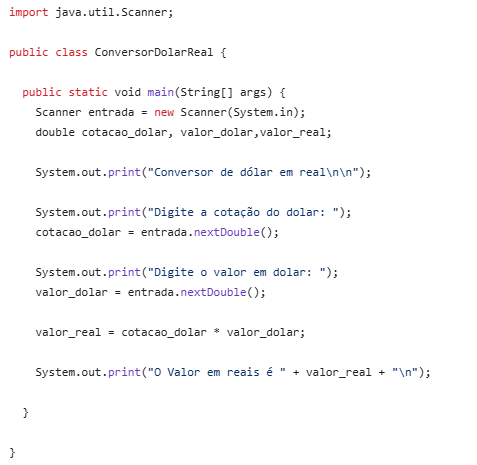 import java.util.Scanner;
public class ConversorDolarReal {
public static void main(String[] args) {
Scanner entrada = new Scanner(System.in);
double cotacao_dolar, valor_dolar,valor_real;
System.out.print("Conversor de dólar em real\n\n");
System.out.print("Digite a cotação do dolar: ");
cotacao_dolar = entrada.nextDouble();
System.out.print("Digite o valor em dolar: ");
valor_dolar = entrada.nextDouble();
valor_real = cotacao_dolar * valor_dolar;
System.out.print("O Valor em reais é " + valor_real + "\n");
}
}